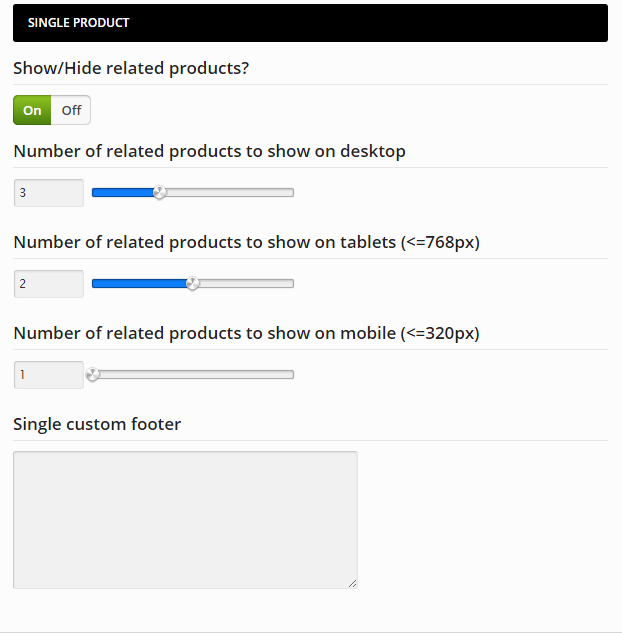 SINGLE PRODUCT
Show/Hide related products?
On Off
Number of related products to show on desktop
3
Number of related products to show on tablets (<=768px)
2
Number of related products to show on mobile (<=320px)
1
Single custom footer